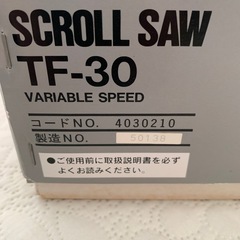 SCROLL SAW
TF-30
VARIABLE SPEED
コードNO. 4030210
製造NO. 50138
●ご使用前に取扱説明書を必ず
よくお読みください。